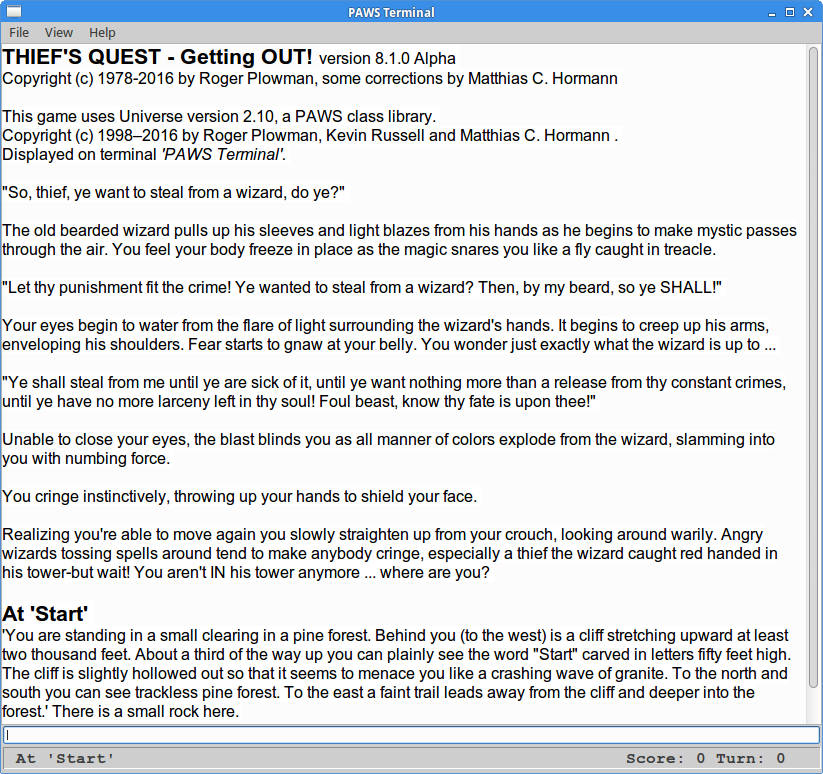 PAWS Terminal
File View Help
THIEF'S QUEST - Getting OUT! version 8.1.0 Alpha
Copyright (c) 1978-2016 by Roger Plowman, some corrections by Matthias C. Hormann
This game uses Universe version 2.10, a PAWS class library.
Copyright (c) 1998–2016 by Roger Plowman, Kevin Russell and Matthias C. Hormann .
Displayed on terminal 'PAWS Terminal'.
"So, thief, ye want to steal from a wizard, do ye?"
The old bearded wizard pulls up his sleeves and light blazes from his hands as he begins to make mystic passes
through the air. You feel your body freeze in place as the magic snares you like a fly caught in treacle.
"Let thy punishment fit the crime! Ye wanted to steal from a wizard? Then, by my beard, so ye SHALL!"
Your eyes begin to water from the flare of light surrounding the wizard's hands. It begins to creep up his arms,
enveloping his shoulders. Fear starts to gnaw at your belly. You wonder just exactly what the wizard is up to ...
"Ye shall steal from me until ye are sick of it, until ye want nothing more than a release from thy constant crimes,
until ye have no more larceny left in thy soul! Foul beast, know thy fate is upon thee!"
Unable to close your eyes, the blast blinds you as all manner of colors explode from the wizard, slamming into
you with numbing force.
You cringe instinctively, throwing up your hands to shield your face.
Realizing you're able to move again you slowly straighten up from your crouch, looking around warily. Angry
wizards tossing spells around tend to make anybody cringe, especially a thief the wizard caught red handed in
his tower-but wait! You aren't IN his tower anymore ... where are you?
At 'Start'
'You are standing in a small clearing in a pine forest. Behind you (to the west) is a cliff stretching upward at least
two thousand feet. About a third of the way up you can plainly see the word "Start" carved in letters fifty feet high.
The cliff is slightly hollowed out so that it seems to menace you like a crashing wave of granite. To the north and
south you can see trackless pine forest. To the east a faint trail leads away from the cliff and deeper into the
forest.' There is a small rock here.
At 'Start' Score: 0 Turn: 0